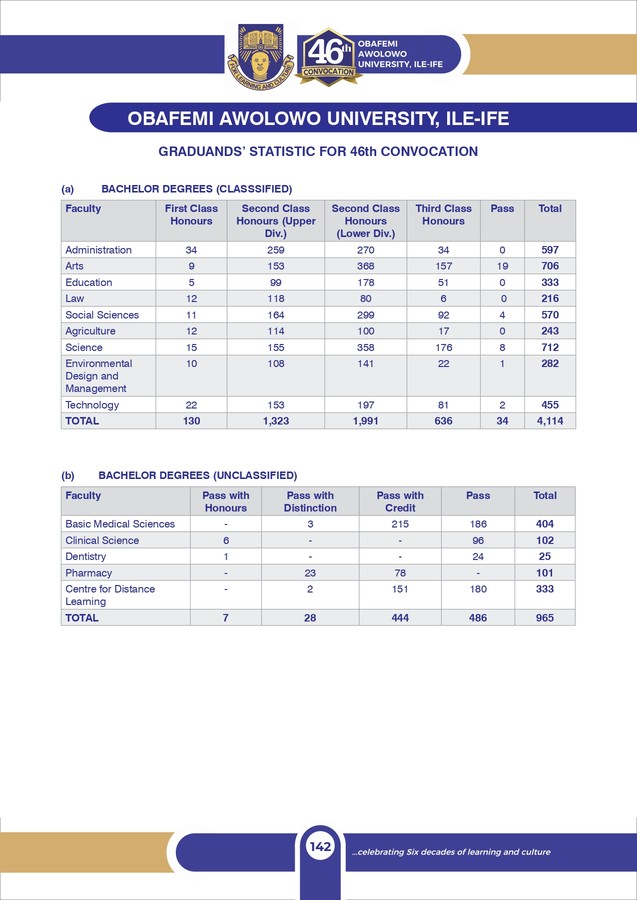 FOR LEARNING AND CULTURE
46th
CONVOCATION
OBAFEMI
AWOLOWO
UNIVERSITY, ILE-IFE
OBAFEMI AWOLOWO UNIVERSITY, ILE-IFE
GRADUANDS' STATISTIC FOR 46th CONVOCATION
(a) BACHELOR DEGREES (CLASSSIFIED)
Faculty First Class Honours Second Class Honours (Upper Div.) Second Class Honours (Lower Div.) Third Class Honours Pass Total
Administration 34 259 270 34 0 597
Arts 9 153 368 157 19 706
Education 5 99 178 51 0 333
Law 12 118 80 6 0 216
Social Sciences 11 164 299 92 4 570
Agriculture 12 114 100 17 0 243
Science 15 155 358 176 8 712
Environmental Design and Management 10 108 141 22 1 282
Technology 22 153 197 81 2 455
TOTAL 130 1,323 1,991 636 34 4,114
(b) BACHELOR DEGREES (UNCLASSIFIED)
Faculty Pass with Honours Pass with Distinction Pass with Credit Pass Total
Basic Medical Sciences - 3 215 186 404
Clinical Science 6 - - 96 102
Dentistry 1 - - 24 25
Pharmacy - 23 78 - 101
Centre for Distance Learning - 2 151 180 333
TOTAL 7 28 444 486 965
142
...celebrating Six decades of learning and culture